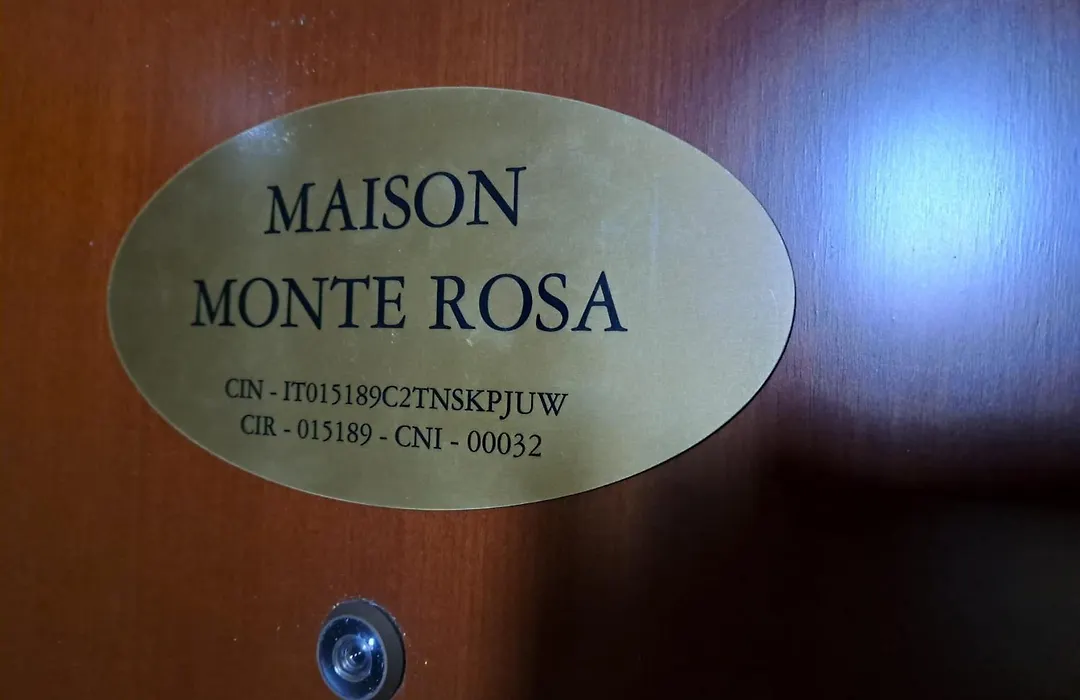 MAISON
MONTE ROSA
CIN - IT015189C2TNSKPJUW
CIR - 015189 - CNI - 00032